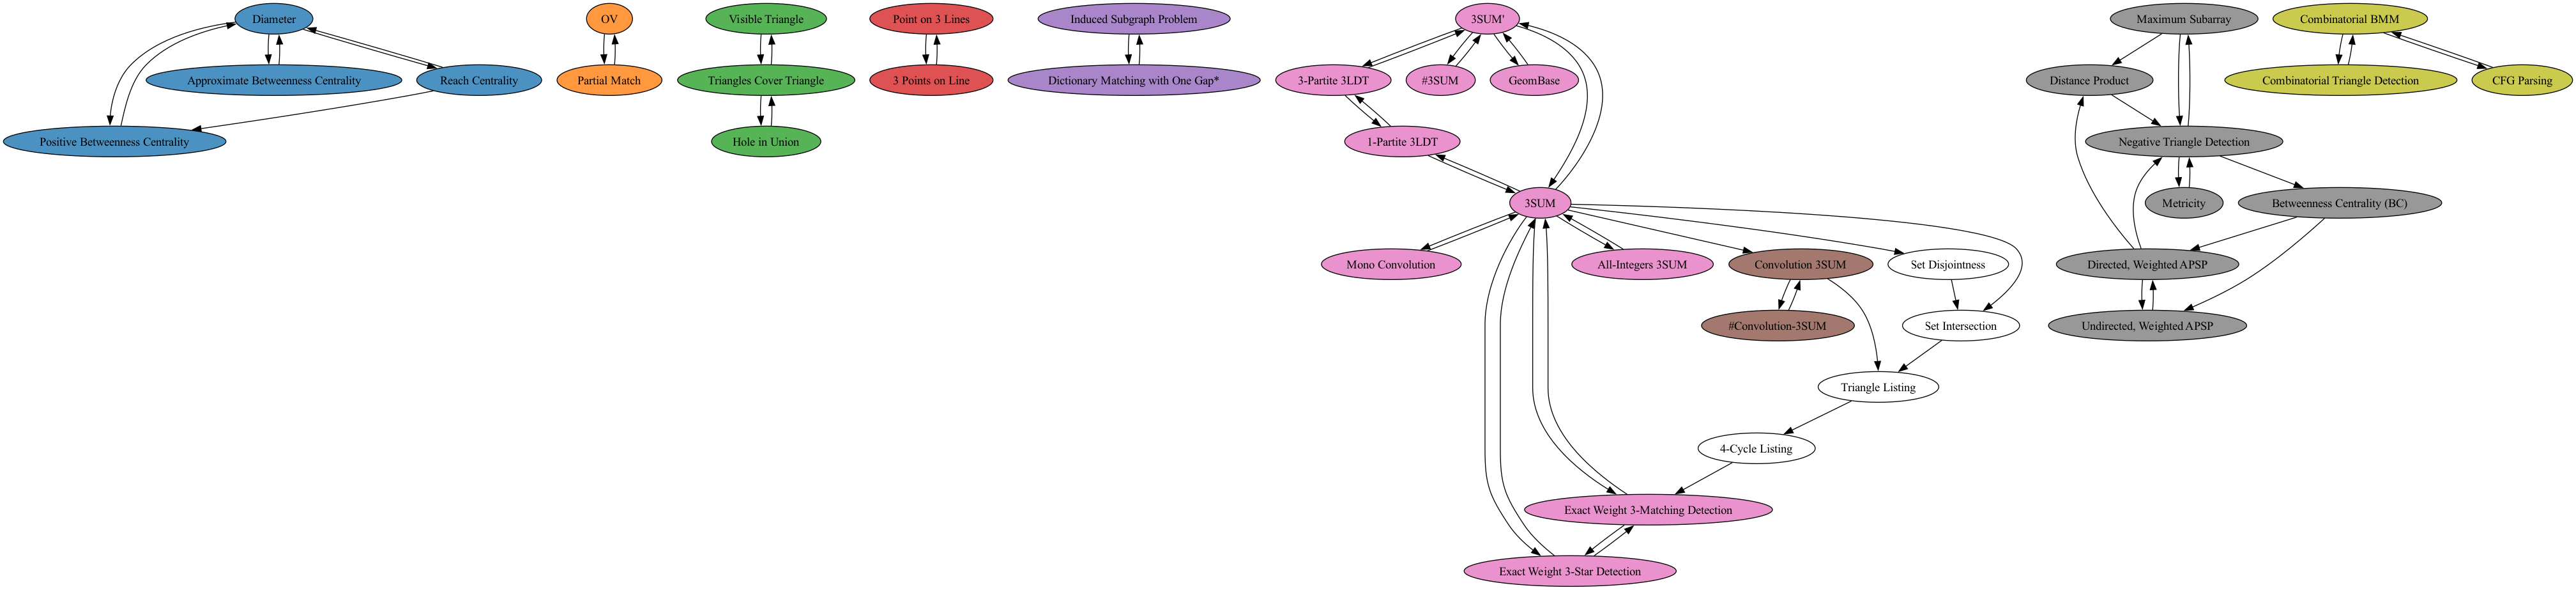 Diameter
OV
Visible Triangle
Point on 3 Lines
Induced Subgraph Problem
3SUM'
Maximum Subarray
Combinatorial BMM
Approximate Betweenness Centrality
Reach Centrality
Partial Match
Triangles Cover Triangle
3 Points on Line
Dictionary Matching with One Gap*
3-Partite 3LDT
#3SUM
GeomBase
Distance Product
Combinatorial Triangle Detection
CFG Parsing
Positive Betweenness Centrality
Hole in Union
1-Partite 3LDT
Negative Triangle Detection
3SUM
Metricity
Betweenness Centrality (BC)
Mono Convolution
All-Integers 3SUM
Convolution 3SUM
Set Disjointness
Directed, Weighted APSP
#Convolution-3SUM
Set Intersection
Undirected, Weighted APSP
Triangle Listing
4-Cycle Listing
Exact Weight 3-Matching Detection
Exact Weight 3-Star Detection